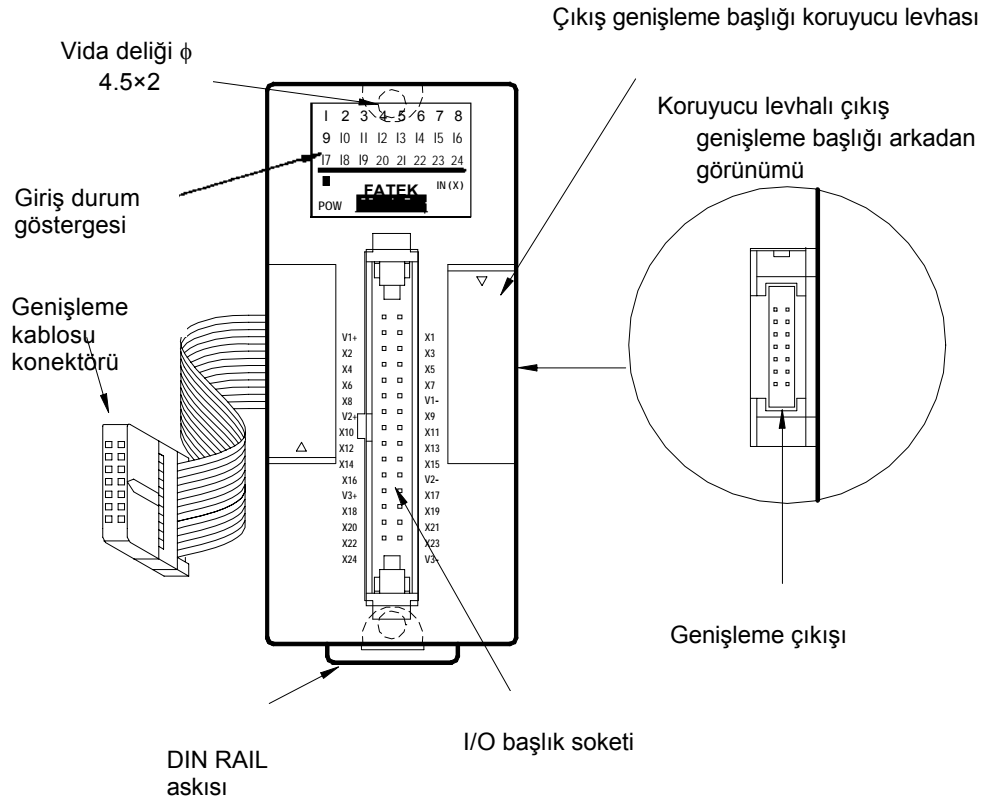 Çıkış genişleme başlığı koruyucu levhası
Vida deliği ϕ
4.5×2
Koruyucu levhalı çıkış
genişleme başlığı arkadan
görünümü
1 2 3 4 5 6 7 8
9 10 11 12 13 14 15 16
17 18 19 20 21 22 23 24
IN (X)
FATEK
POW
Giriş durum
göstergesi
Genişleme
kablosu
konektörü
V1+ X1
X2 X3
X4 X5
X6 X7
X8 V1-
V2+ X9
X10 X11
X12 X13
X14 X15
X16 V2-
V3+ X17
X18 X19
X20 X21
X22 X23
X24 V3-
Genişleme çıkışı
I/O başlık soketi
DIN RAIL
askısı